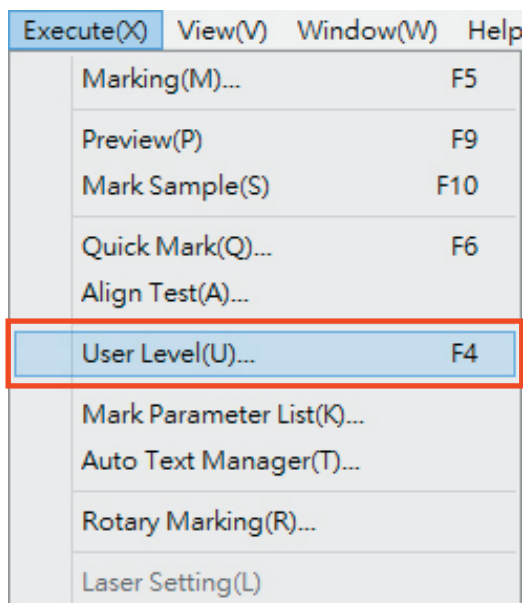 Execute(X) View(V) Window(W) Help
Marking(M)... F5
Preview(P) F9
Mark Sample(S) F10
Quick Mark(Q)... F6
Align Test(A)...
User Level(U)... F4
Mark Parameter List(K)...
Auto Text Manager(T)...
Rotary Marking(R)...
Laser Setting(L)